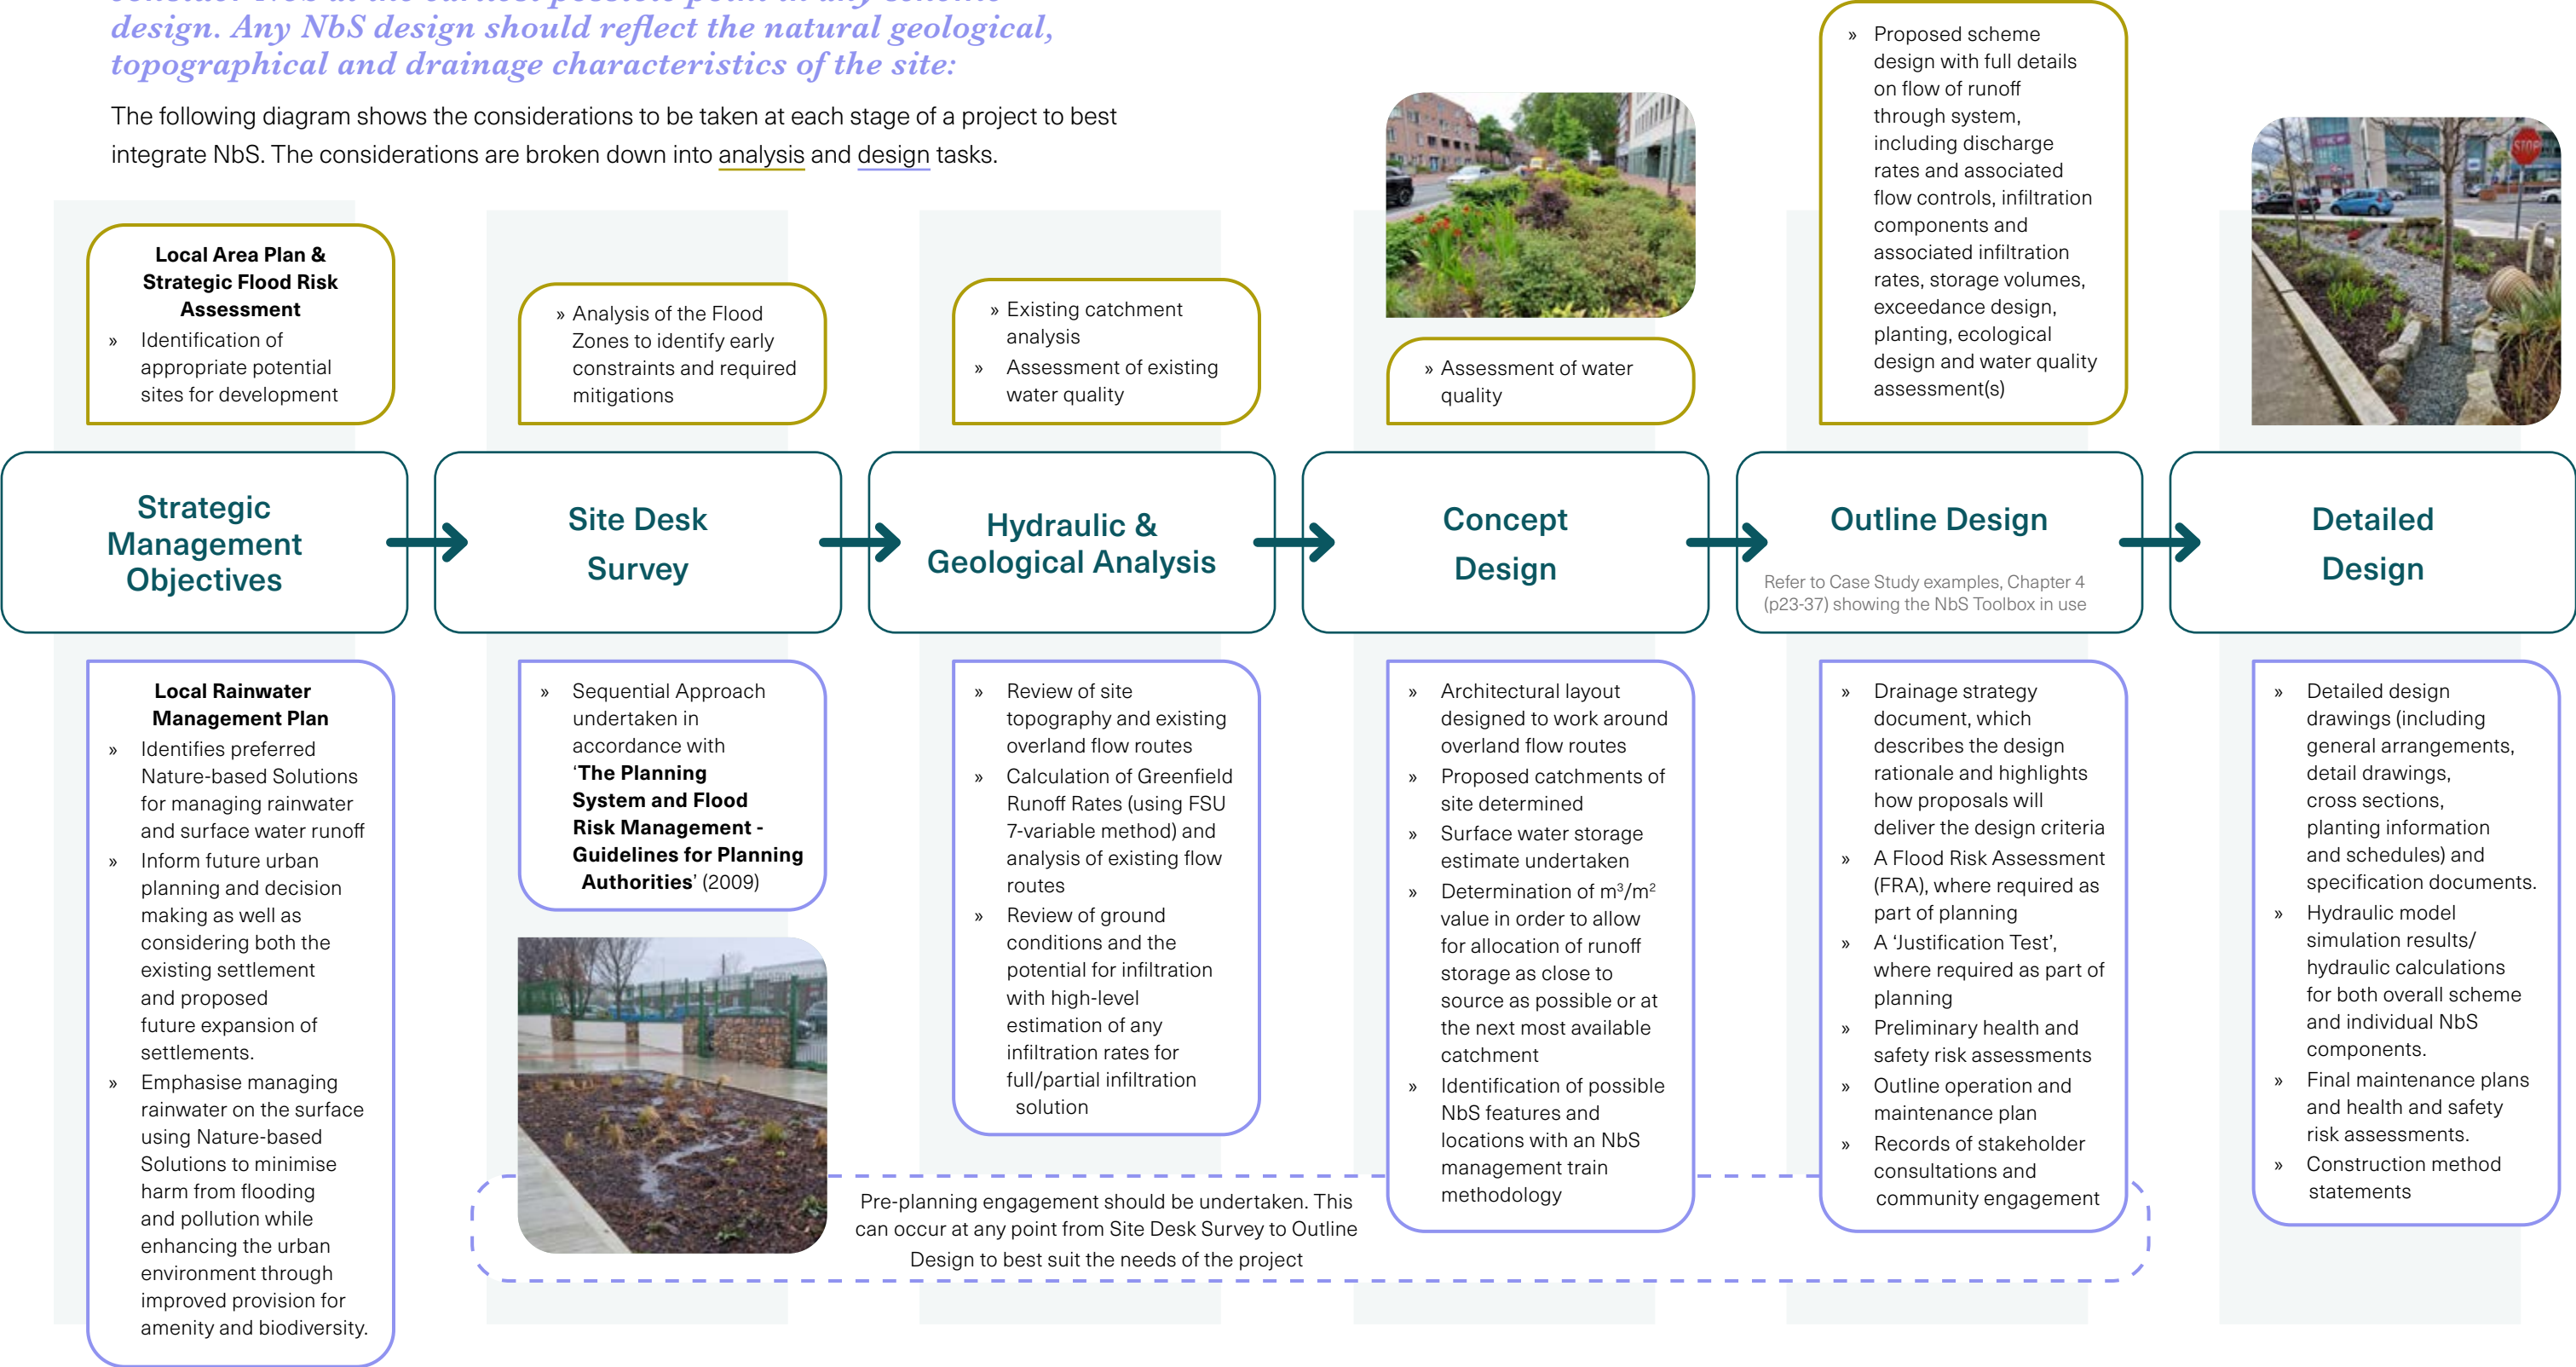 design. Any NbS design should reflect the natural geological,
topographical and drainage characteristics of the site:
The following diagram shows the considerations to be taken at each stage of a project to best
integrate NbS. The considerations are broken down into analysis and design tasks.
Local Area Plan &
Strategic Flood Risk
Assessment
» Identification of
appropriate potential
sites for development
» Analysis of the Flood
Zones to identify early
constraints and required
mitigations
» Existing catchment
analysis
» Assessment of existing
water quality
» Assessment of water
quality
» Proposed scheme
design with full details
on flow of runoff
through system,
including discharge
rates and associated
flow controls, infiltration
components and
associated infiltration
rates, storage volumes,
exceedance design,
planting, ecological
design and water quality
assessment(s)
STOP
Strategic
Management
Objectives
Site Desk
Survey
Hydraulic &
Geological Analysis
Concept
Design
Outline Design
Refer to Case Study examples, Chapter 4
(p23-37) showing the NbS Toolbox in use
Detailed
Design
Local Rainwater
Management Plan
» Identifies preferred
Nature-based Solutions
for managing rainwater
and surface water runoff
» Inform future urban
planning and decision
making as well as
considering both the
existing settlement
and proposed
future expansion of
settlements.
» Emphasise managing
rainwater on the surface
using Nature-based
Solutions to minimise
harm from flooding
and pollution while
enhancing the urban
environment through
improved provision for
amenity and biodiversity.
» Sequential Approach
undertaken in
accordance with
‘The Planning
System and Flood
Risk Management -
Guidelines for Planning
Authorities’ (2009)
» Review of site
topography and existing
overland flow routes
» Calculation of Greenfield
Runoff Rates (using FSU
7-variable method) and
analysis of existing flow
routes
» Review of ground
conditions and the
potential for infiltration
with high-level
estimation of any
infiltration rates for
full/partial infiltration
solution
» Architectural layout
designed to work around
overland flow routes
» Proposed catchments of
site determined
» Surface water storage
estimate undertaken
» Determination of m³/m²
value in order to allow
for allocation of runoff
storage as close to
source as possible or at
the next most available
catchment
» Identification of possible
NbS features and
locations with an NbS
management train
methodology
» Drainage strategy
document, which
describes the design
rationale and highlights
how proposals will
deliver the design criteria
» A Flood Risk Assessment
(FRA), where required as
part of planning
» A ‘Justification Test’,
where required as part of
planning
» Preliminary health and
safety risk assessments
» Outline operation and
maintenance plan
» Records of stakeholder
consultations and
community engagement
» Detailed design
drawings (including
general arrangements,
detail drawings,
cross sections,
planting information
and schedules) and
specification documents.
» Hydraulic model
simulation results/
hydraulic calculations
for both overall scheme
and individual NbS
components.
» Final maintenance plans
and health and safety
risk assessments.
» Construction method
statements
Pre-planning engagement should be undertaken. This
can occur at any point from Site Desk Survey to Outline
Design to best suit the needs of the project